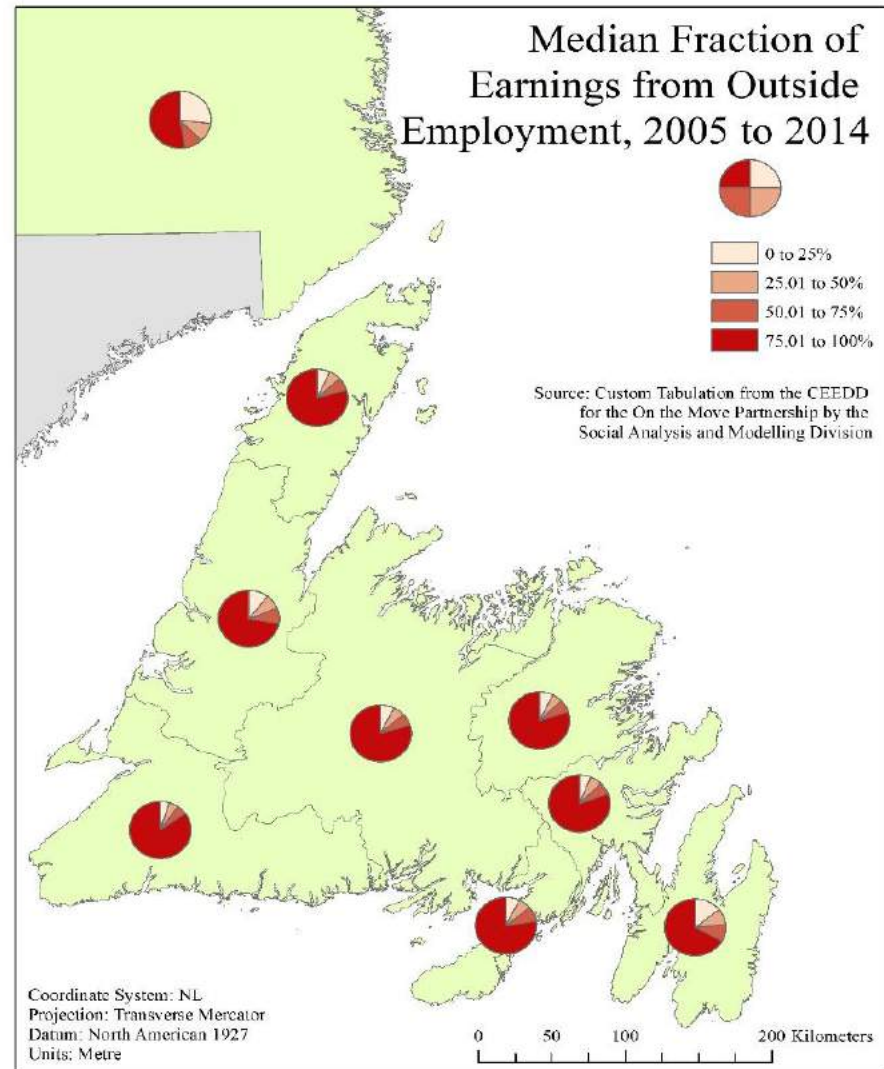 Median Fraction of
Earnings from Outside
Employment, 2005 to 2014
0 to 25%
25.01 to 50%
50.01 to 75%
75.01 to 100%
Source: Custom Tabulation from the CEEDD
for the On the Move Partnership by the
Social Analysis and Modelling Division
Coordinate System: NL
Projection: Transverse Mercator
Datum: North American 1927
Units: Metre
0 50 100 200 Kilometers